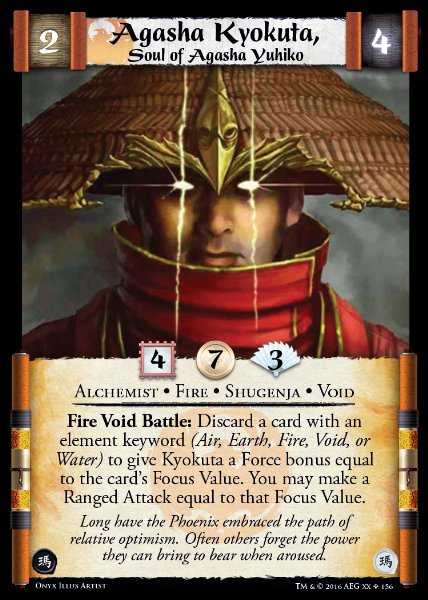 2
Agasha Kyokuta,
4
Soul of Agasha Yuhiko
4
7
3
Alchemist • Fire • Shugenja • Void
Fire Void Battle: Discard a card with an
element keyword (Air, Earth, Fire, Void, or
Water) to give Kyokuta a Force bonus equal
to the card's Focus Value. You may make a
Ranged Attack equal to that Focus Value.
Long have the Phoenix embraced the path of
relative optimism. Often others forget the power
they can bring to bear when aroused.
瑪
瑪
Onyx Illus Artist
TM & © 2016 AEG XX ❖ 156